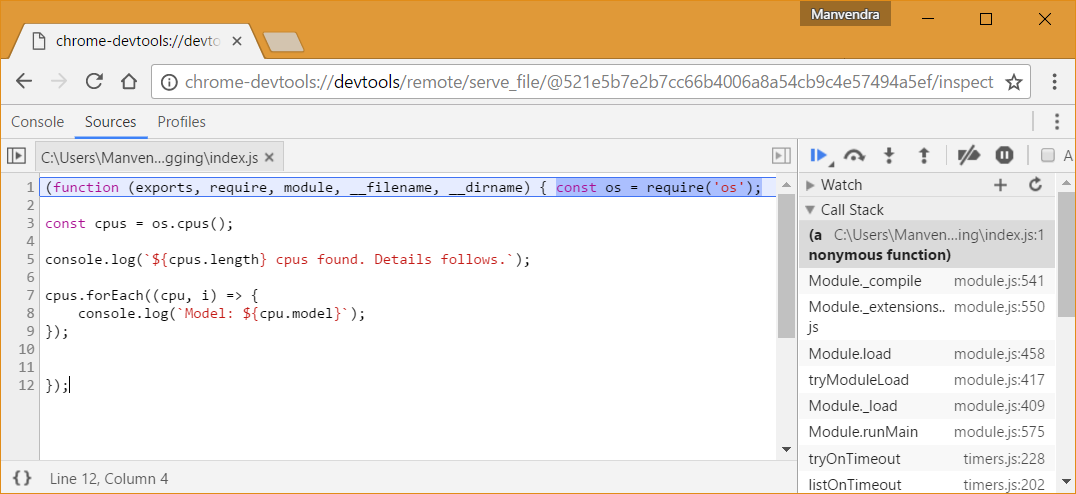 Manvendra
chrome-devtools://devto
chrome-devtools://devtools/remote/serve_file/@521e5b7e2b7cc66b4006a8a54cb9c4e57494a5ef/inspect
Console Sources Profiles
C:\Users\Manven...gging\index.js
A
1 (function (exports, require, module, __filename, __dirname) { const os = require('os');
2
3 const cpus = os.cpus();
4
5 console.log(`${cpus.length} cpus found. Details follows.`);
6
7 cpus.forEach((cpu, i) => {
8 console.log(`Model: ${cpu.model}`);
9 });
10
11
12 });
{} Line 12, Column 4
Watch
Call Stack
(a C:\Users\Manven...ing\index.js:1
nonymous function)
Module._compile module.js:541
Module._extensions.. module.js:550
js
Module.load module.js:458
tryModuleLoad module.js:417
Module._load module.js:409
Module.runMain module.js:575
tryOnTimeout timers.js:228
listOnTimeout timers.js:202